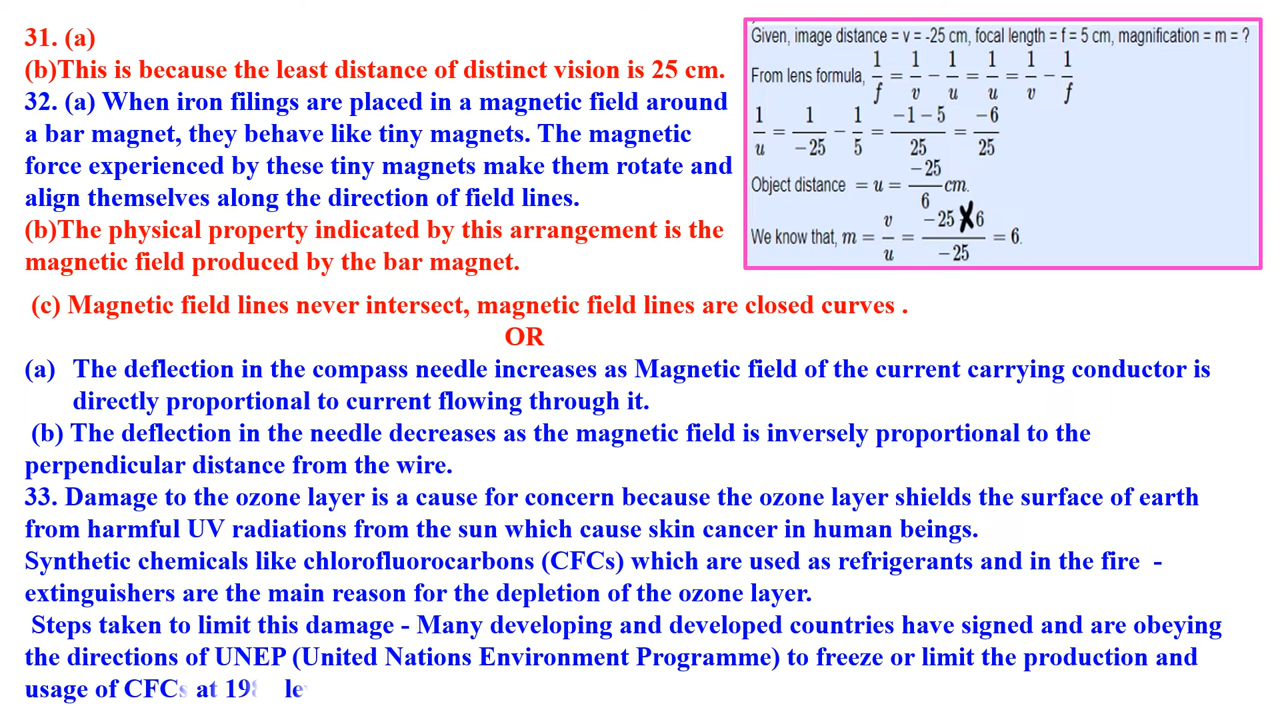 31. (a)
Given, image distance = v = -25 cm, focal length = f = 5 cm, magnification = m = ?
From lens formula, 1/f = 1/v − 1/u = 1/u = 1/v − 1/f
1/u = 1/−25 − 1/5 = −1−5/25 = −6/25
Object distance = u = −25/6 cm.
We know that, m = v/u = −25×6/−25 = 6.
(b)This is because the least distance of distinct vision is 25 cm.
32. (a) When iron filings are placed in a magnetic field around
a bar magnet, they behave like tiny magnets. The magnetic
force experienced by these tiny magnets make them rotate and
align themselves along the direction of field lines.
(b)The physical property indicated by this arrangement is the
magnetic field produced by the bar magnet.
(c) Magnetic field lines never intersect, magnetic field lines are closed curves .
OR
(a) The deflection in the compass needle increases as Magnetic field of the current carrying conductor is
directly proportional to current flowing through it.
(b) The deflection in the needle decreases as the magnetic field is inversely proportional to the
perpendicular distance from the wire.
33. Damage to the ozone layer is a cause for concern because the ozone layer shields the surface of earth
from harmful UV radiations from the sun which cause skin cancer in human beings.
Synthetic chemicals like chlorofluorocarbons (CFCs) which are used as refrigerants and in the fire -
extinguishers are the main reason for the depletion of the ozone layer.
Steps taken to limit this damage - Many developing and developed countries have signed and are obeying
the directions of UNEP (United Nations Environment Programme) to freeze or limit the production and
usage of CFCs at